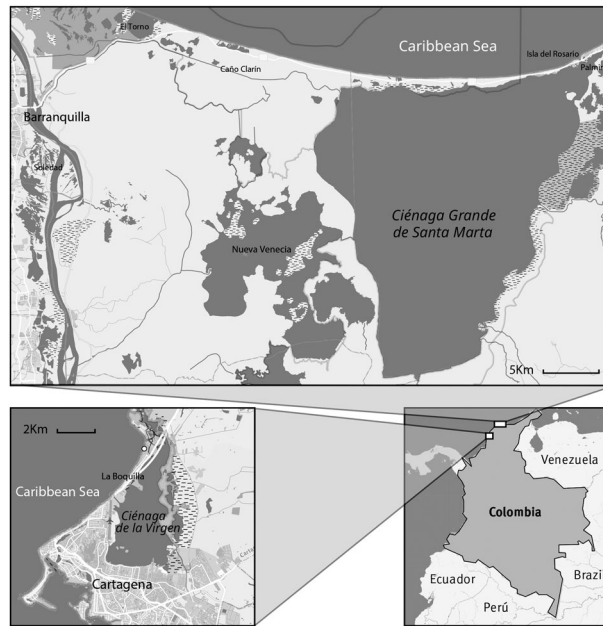 El Torno
Caribbean Sea
Isla del Rosario
Caño Clarín
Barranquilla
Soledad
Ciénaga Grande
de Santa Marta
Nueva Venecia
5Km
2Km
La Boquilla
Caribbean Sea
Ciénaga
de la Virgen
Cartagena
Venezuela
Colombia
Ecuador
Brazi
Perú